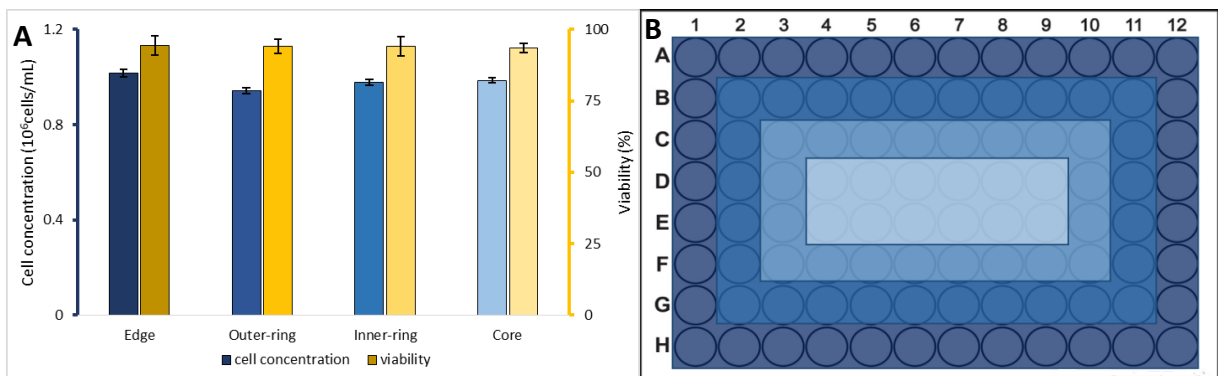 A
1.2
0.8
0.4
0
Cell concentration (10⁶cells/mL)
100
75
50
25
0
Viability (%)
Edge Outer-ring Inner-ring Core
cell concentration viability
B
1 2 3 4 5 6 7 8 9 10 11 12
A
B
C
D
E
F
G
H